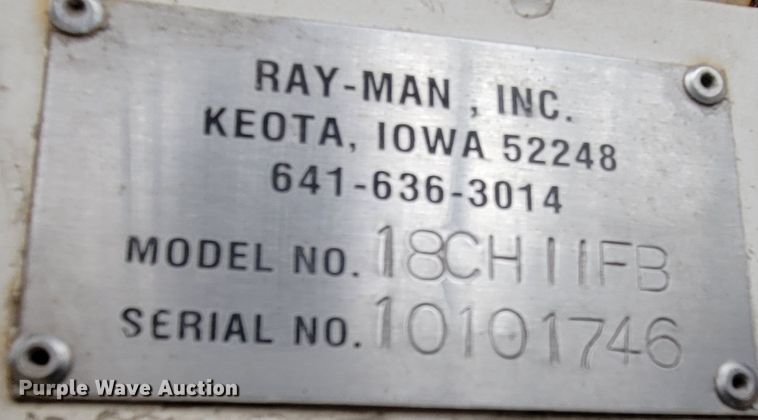 RAY-MAN , INC.
KEOTA, IOWA 52248
641-636-3014
MODEL NO. 18CH11FB
SERIAL NO. 10101746
Purple Wave Auction